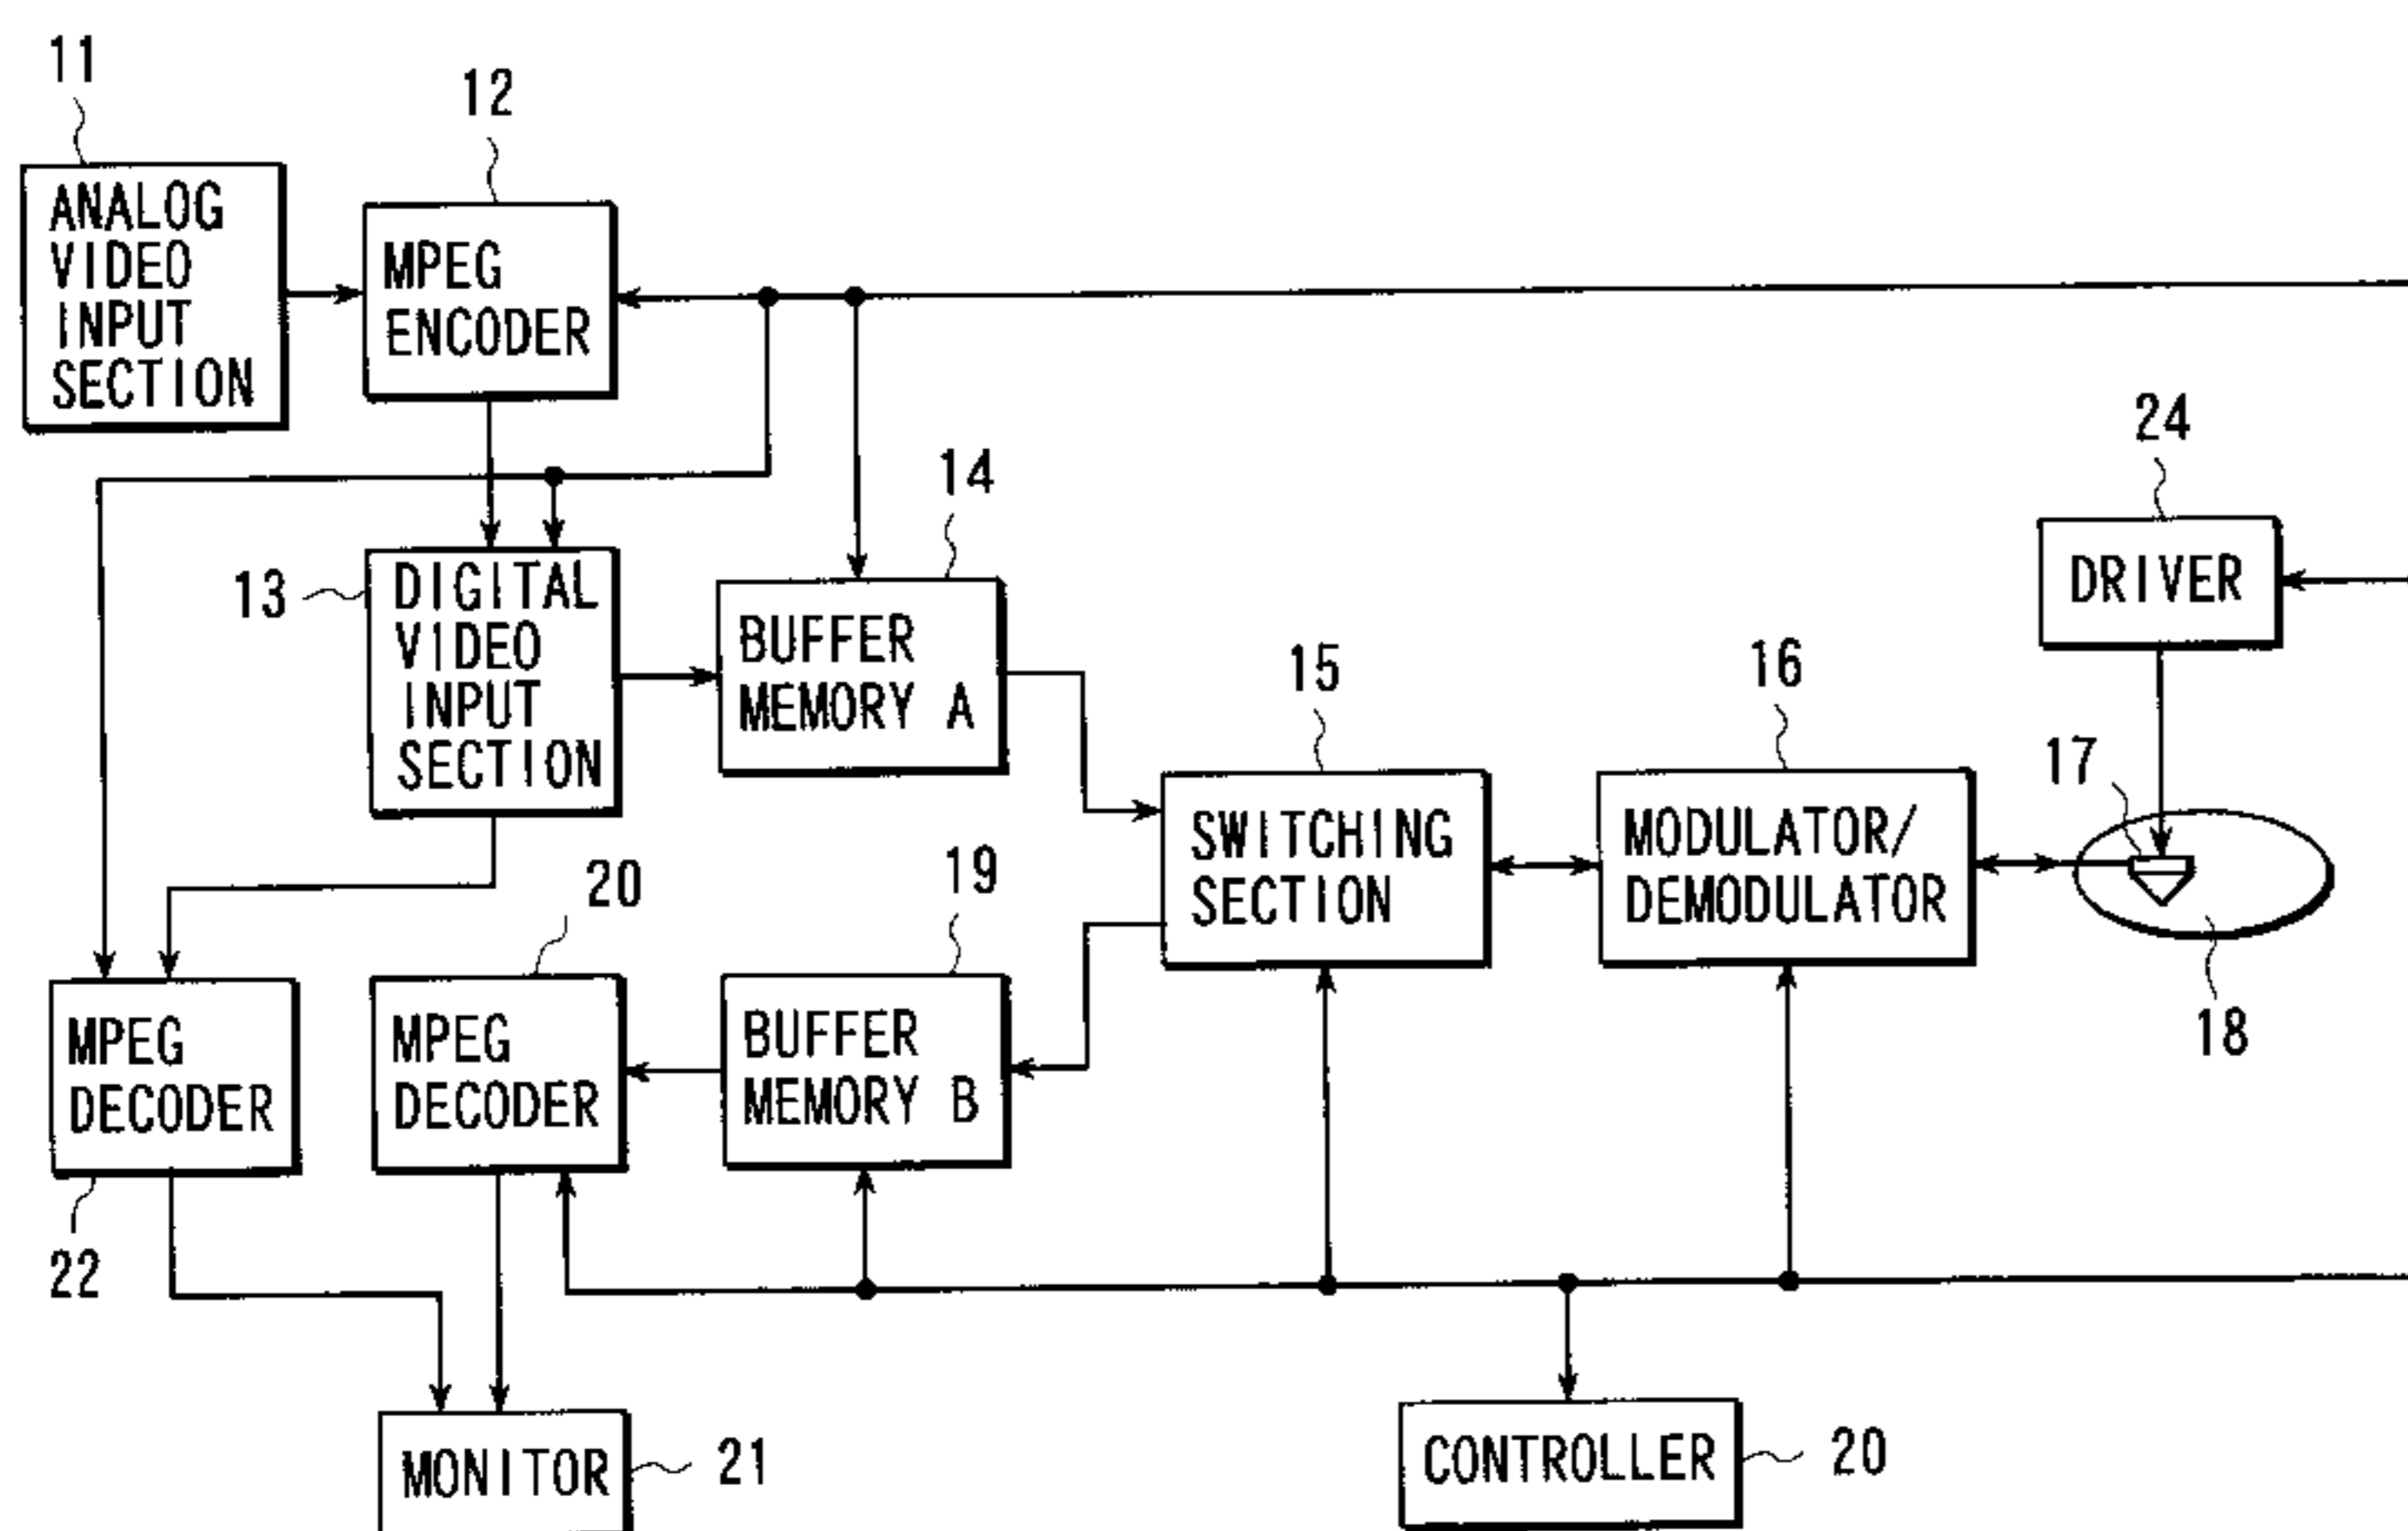 11
12
ANALOG
VIDEO
INPUT
SECTION
MPEG
ENCODER
24
DRIVER
13
DIGITAL
VIDEO
INPUT
SECTION
14
BUFFER
MEMORY A
15
SWITCHING
SECTION
16
MODULATOR/
DEMODULATOR
17
18
20
MPEG
DECODER
19
BUFFER
MEMORY B
MPEG
DECODER
22
MONITOR
21
CONTROLLER
20